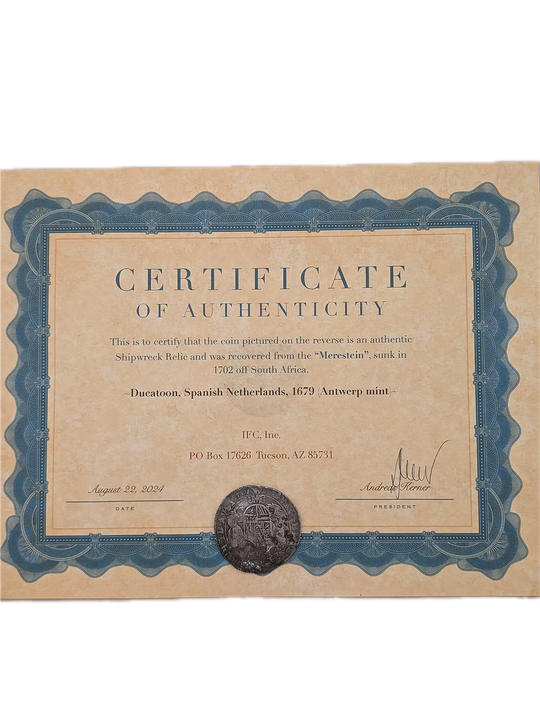 CERTIFICATE
OF AUTHENTICITY
This is to certify that the coin pictured on the reverse is an authentic
Shipwreck Relic and was recovered from the “Merestein”, sunk in
1702 off South Africa.
–Ducatoon, Spanish Netherlands, 1679 (Antwerp mint)–
IFC, Inc.
PO Box 17626 Tucson, AZ 85731
August 22, 2024
DATE
Andreas Kerner
PRESIDENT